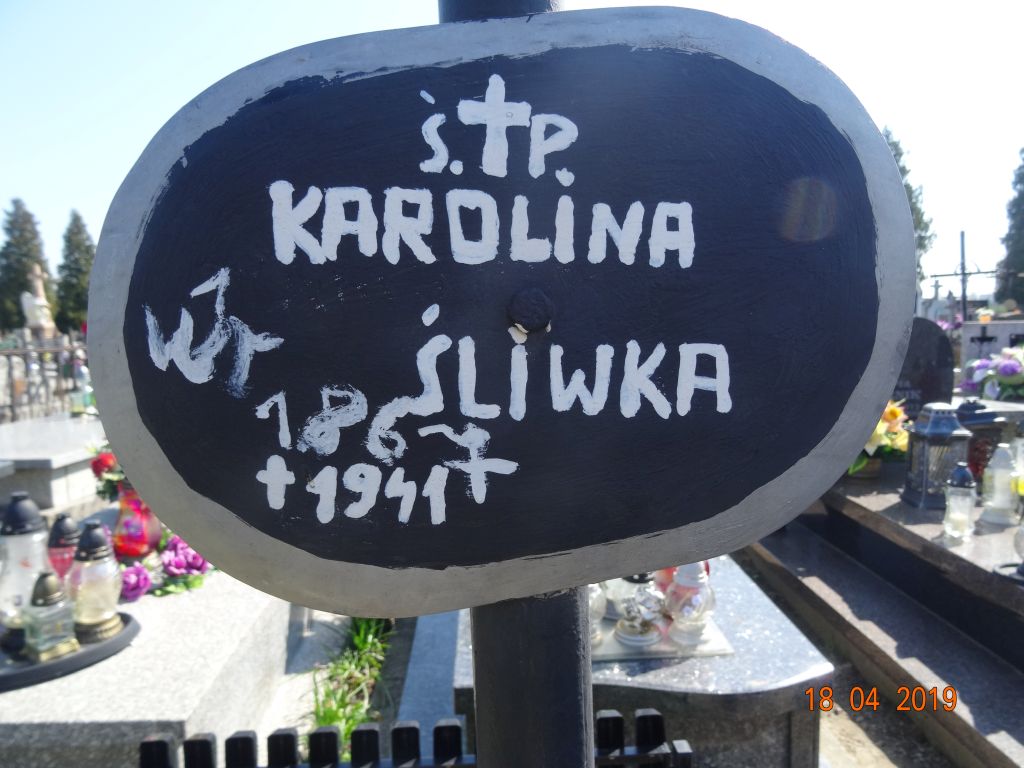 Ś. † P.
KAROLINA
ŚLIWKA
1867
† 1941
18 04 2019